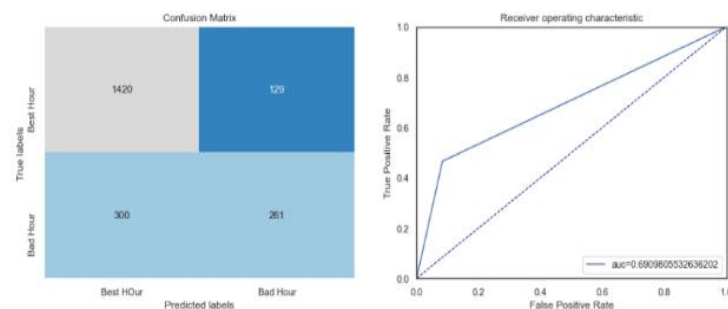 Confusion Matrix
True labels
Best Hour
Bad Hour
1420
129
300
261
Best HOur
Bad Hour
Predicted labels
Receiver operating characteristic
True Positive Rate
1.0
0.8
0.6
0.4
0.2
0.0
auc=0.6909805532636202
0.0
0.2
0.4
0.6
0.8
1.0
False Positive Rate